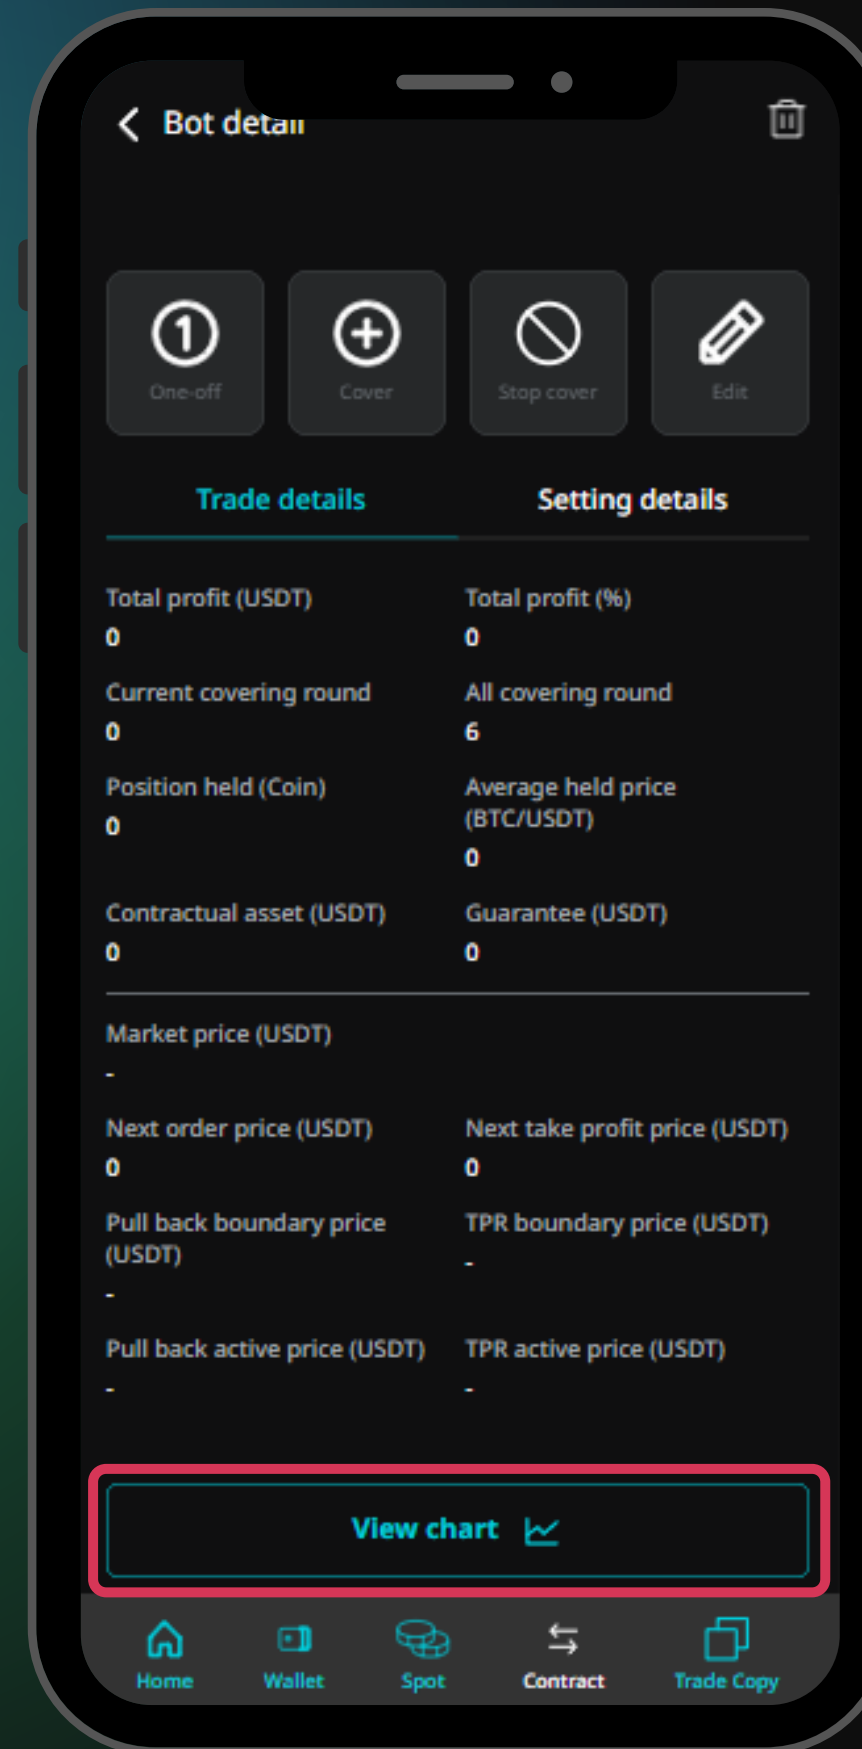 Bot detail
One-off
Cover
Stop cover
Edit
Trade details
Setting details
Total profit (USDT)
0
Total profit (%)
0
Current covering round
0
All covering round
6
Position held (Coin)
0
Average held price
(BTC/USDT)
0
Contractual asset (USDT)
0
Guarantee (USDT)
0
Market price (USDT)
-
Next order price (USDT)
0
Next take profit price (USDT)
0
Pull back boundary price
(USDT)
-
TPR boundary price (USDT)
-
Pull back active price (USDT)
-
TPR active price (USDT)
-
View chart
Home
Wallet
Spot
Contract
Trade Copy